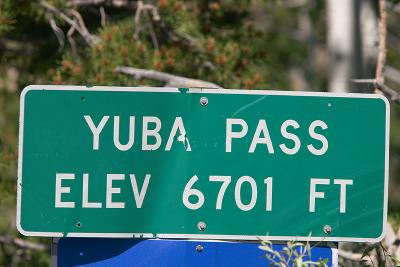 YUBA PASS
ELEV 6701 FT